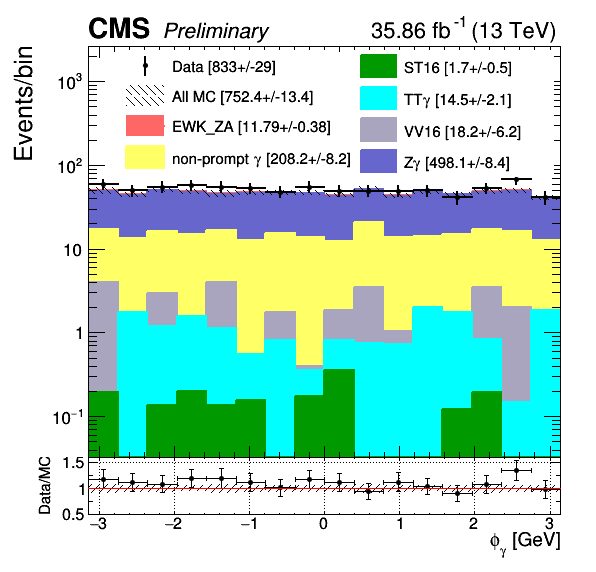 CMS Preliminary 35.86 fb⁻¹ (13 TeV)
Events/bin
10³
10²
10
1
10⁻¹
Data [833+/-29]
All MC [752.4+/-13.4]
EWK_ZA [11.79+/-0.38]
non-prompt γ [208.2+/-8.2]
ST16 [1.7+/-0.5]
TTγ [14.5+/-2.1]
VV16 [18.2+/-6.2]
Zγ [498.1+/-8.4]
Data/MC
1.5
1
0.5
−3 −2 −1 0 1 2 3
ϕγ [GeV]